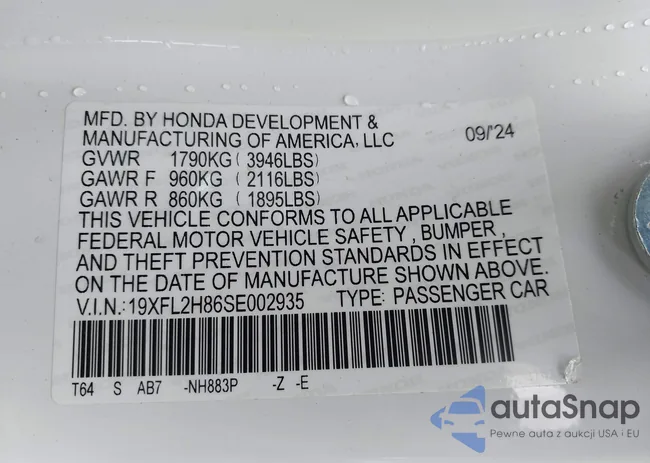 MFD. BY HONDA DEVELOPMENT &
MANUFACTURING OF AMERICA, LLC 09/'24
GVWR 1790KG (3946LBS)
GAWR F 960KG (2116LBS)
GAWR R 860KG (1895LBS)
THIS VEHICLE CONFORMS TO ALL APPLICABLE
FEDERAL MOTOR VEHICLE SAFETY, BUMPER,
AND THEFT PREVENTION STANDARDS IN EFFECT
ON THE DATE OF MANUFACTURE SHOWN ABOVE.
V.I.N.:19XFL2H86SE002935 TYPE: PASSENGER CAR
T64 S AB7 -NH883P -Z -E
autaSnap
Pewne auta z aukcji USA i EU